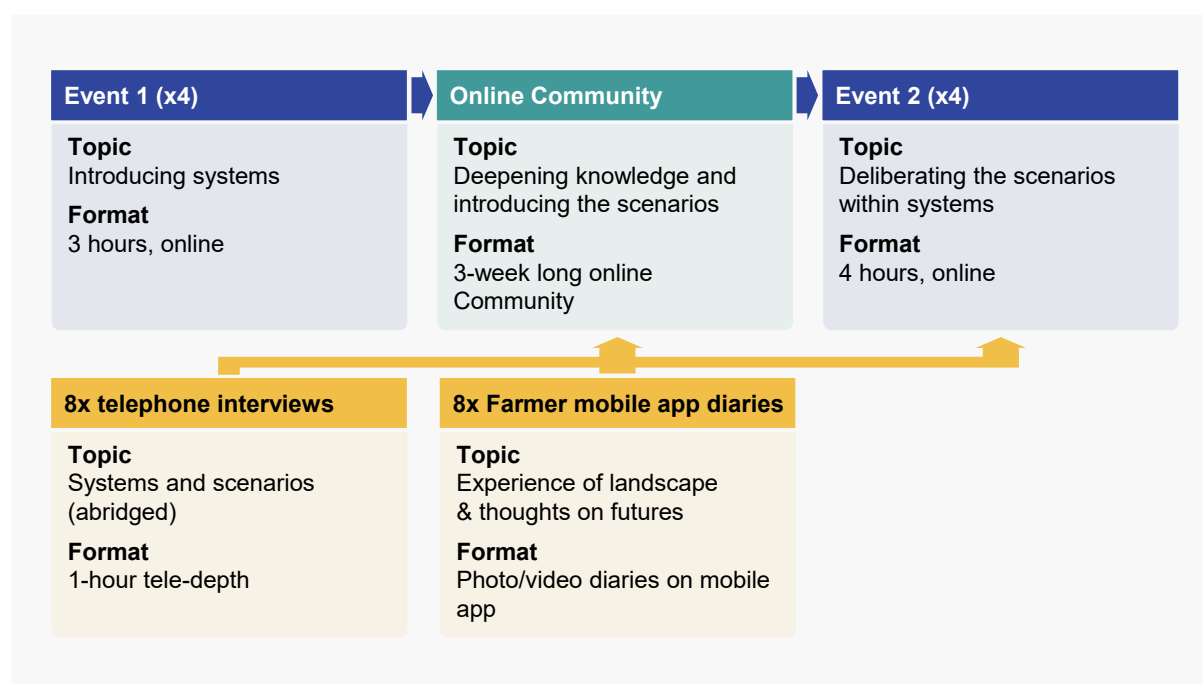 Event 1 (x4)
Topic
Introducing systems
Format
3 hours, online
Online Community
Topic
Deepening knowledge and
introducing the scenarios
Format
3-week long online
Community
Event 2 (x4)
Topic
Deliberating the scenarios
within systems
Format
4 hours, online
8x telephone interviews
Topic
Systems and scenarios
(abridged)
Format
1-hour tele-depth
8x Farmer mobile app diaries
Topic
Experience of landscape
& thoughts on futures
Format
Photo/video diaries on mobile
app